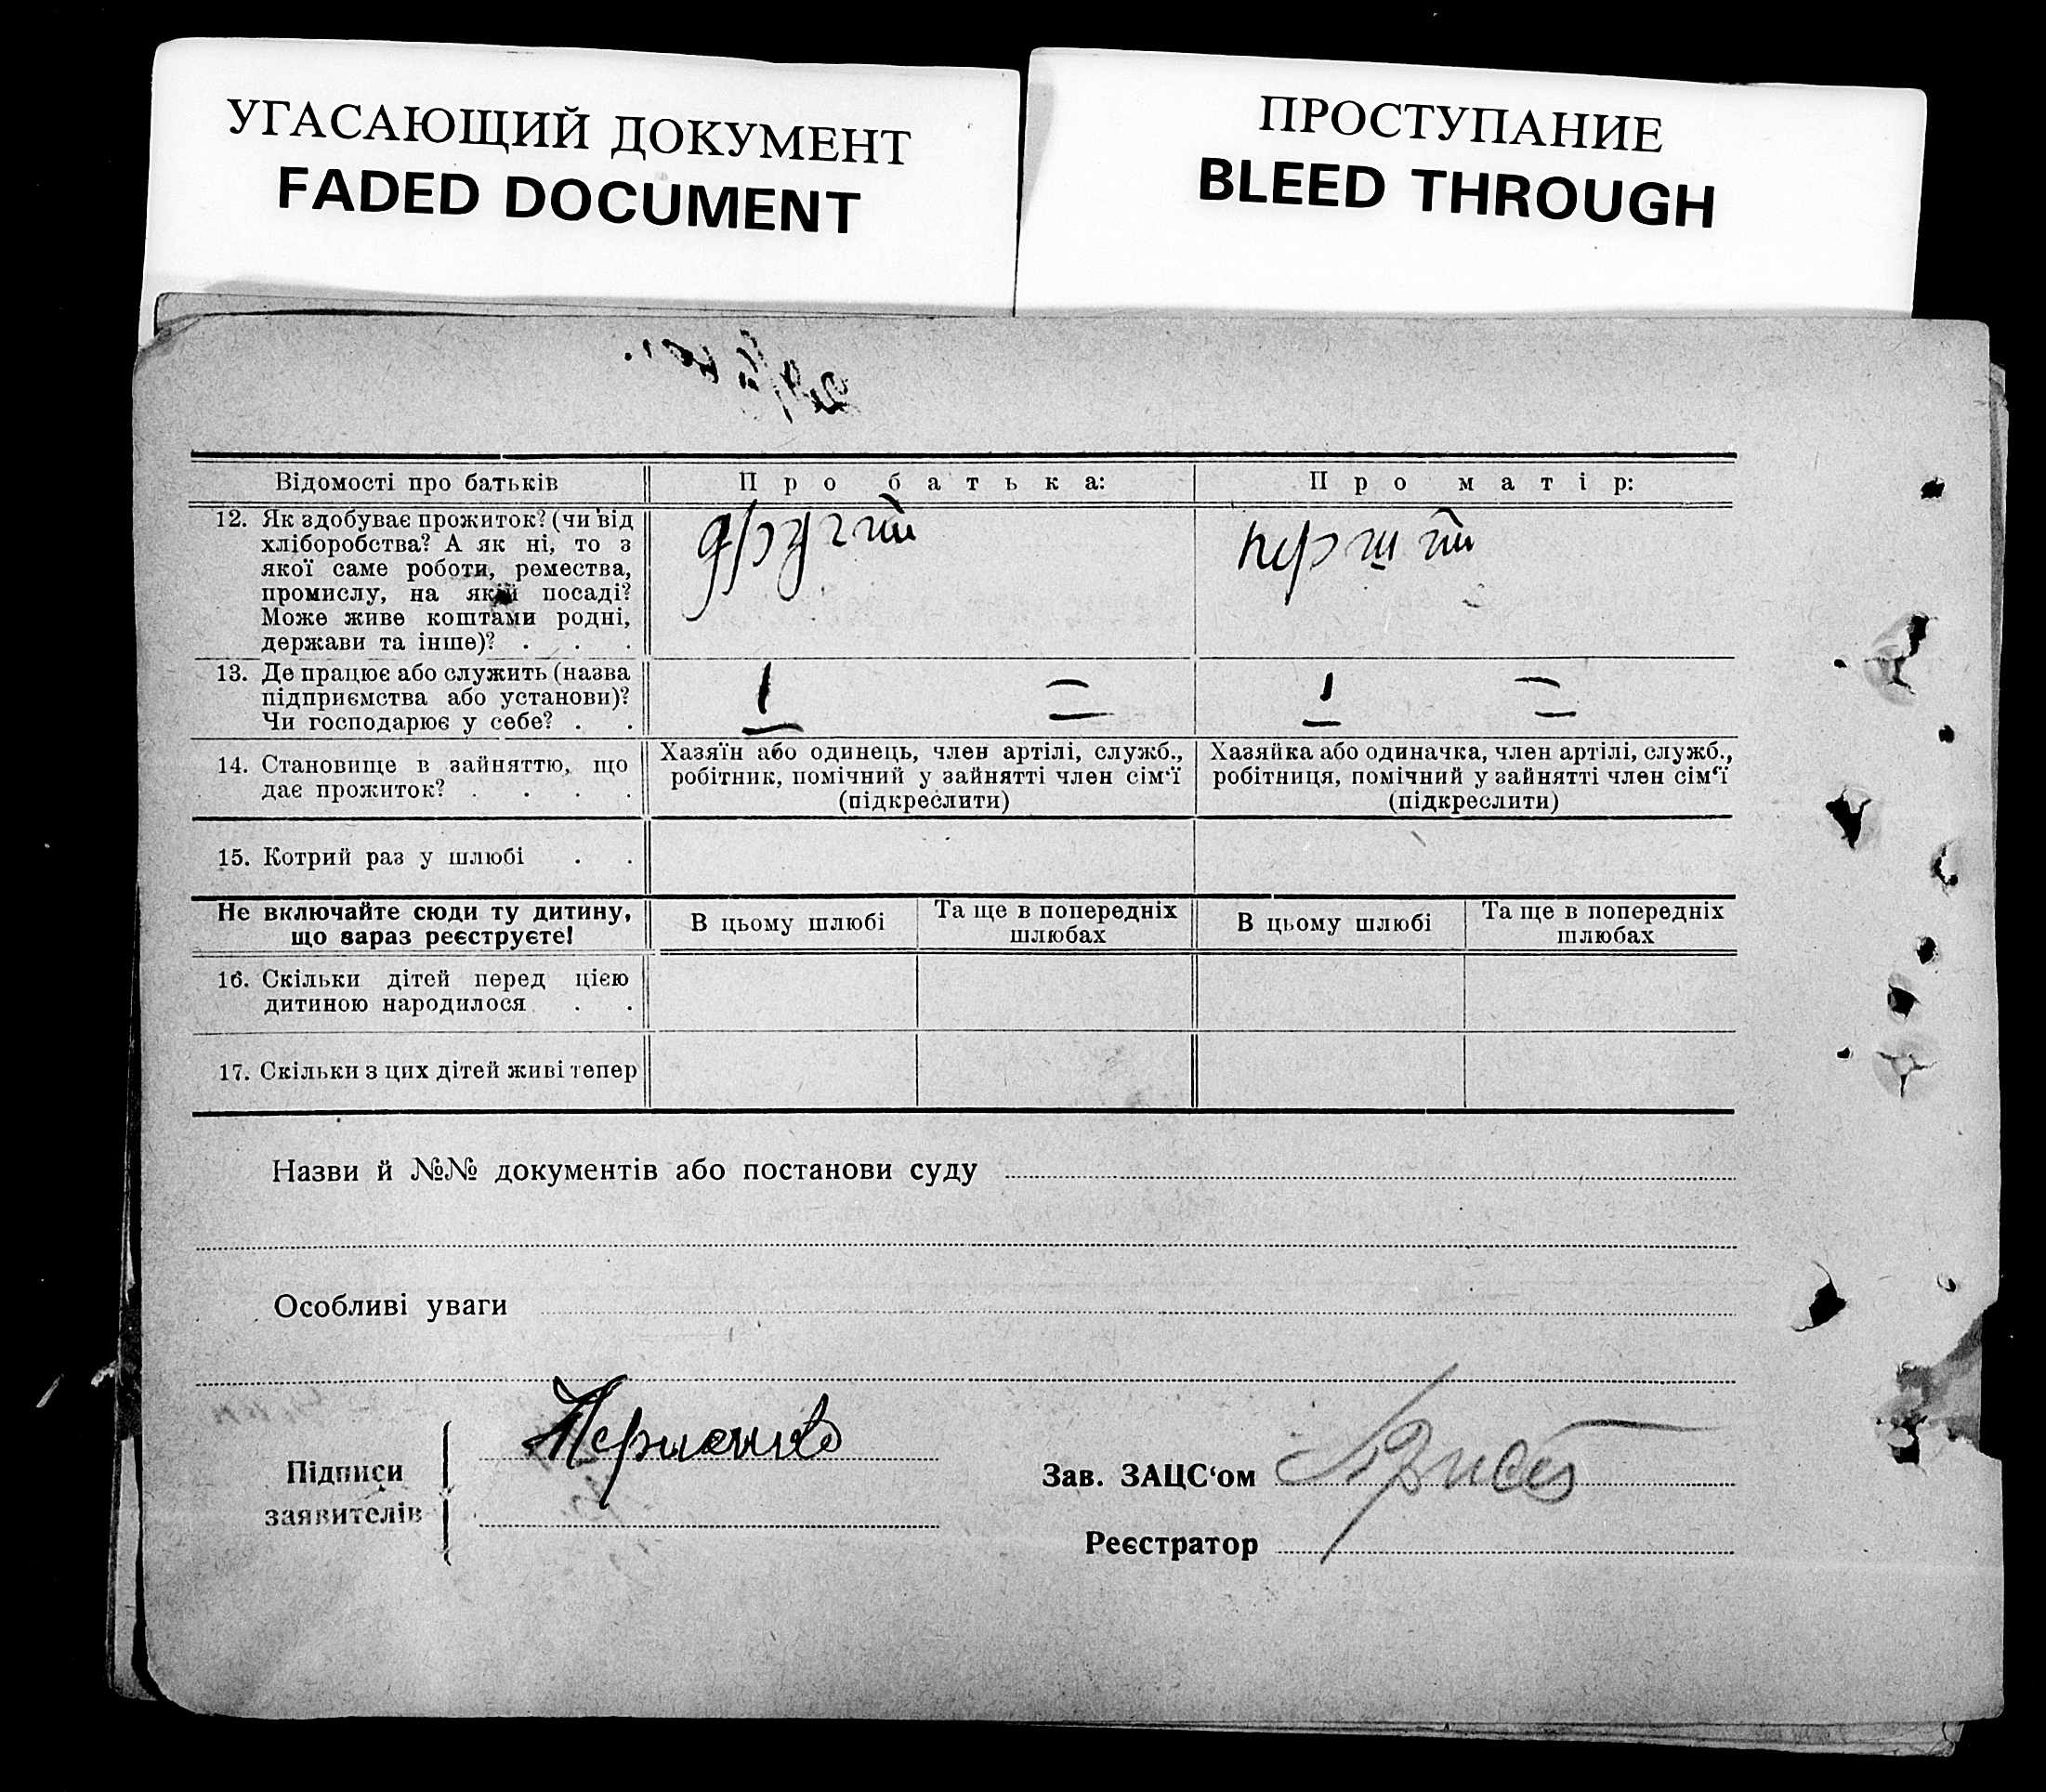 УГАСАЮЩИЙ ДОКУМЕНТ
FADED DOCUMENT
ПРОСТУПАНИЕ
BLEED THROUGH
Відомості про батьків
Про батька:
Про матір:
12. Як здобуває прожиток? (чи від
хліборобства? А як ні, то з
якої саме роботи, ремества,
промислу, на якій посаді?
Може живе коштами родні,
держави та інше)? . . .
другий
перший
13. Де працює або служить (назва
підприємства або установи)?
Чи господарює у себе? . .
1 =
1 =
14. Становище в зайняттю, що
дає прожиток? . . . .
Хазяїн або одинець, член артілі, служб.,
робітник, помічний у зайнятті член сім'ї
(підкреслити)
Хазяйка або одиначка, член артілі, служб.,
робітниця, помічний у зайнятті член сім'ї
(підкреслити)
15. Котрий раз у шлюбі . .
Не включайте сюди ту дитину,
що зараз реєструєте!
В цьому шлюбі
Та ще в попередніх
шлюбах
В цьому шлюбі
Та ще в попередніх
шлюбах
16. Скільки дітей перед цією
дитиною народилося . .
17. Скільки з цих дітей живі тепер
Назви й №№ документів або постанови суду
Особливі уваги
Підписи
заявителів
Зав. ЗАЦС'ом
Реєстратор